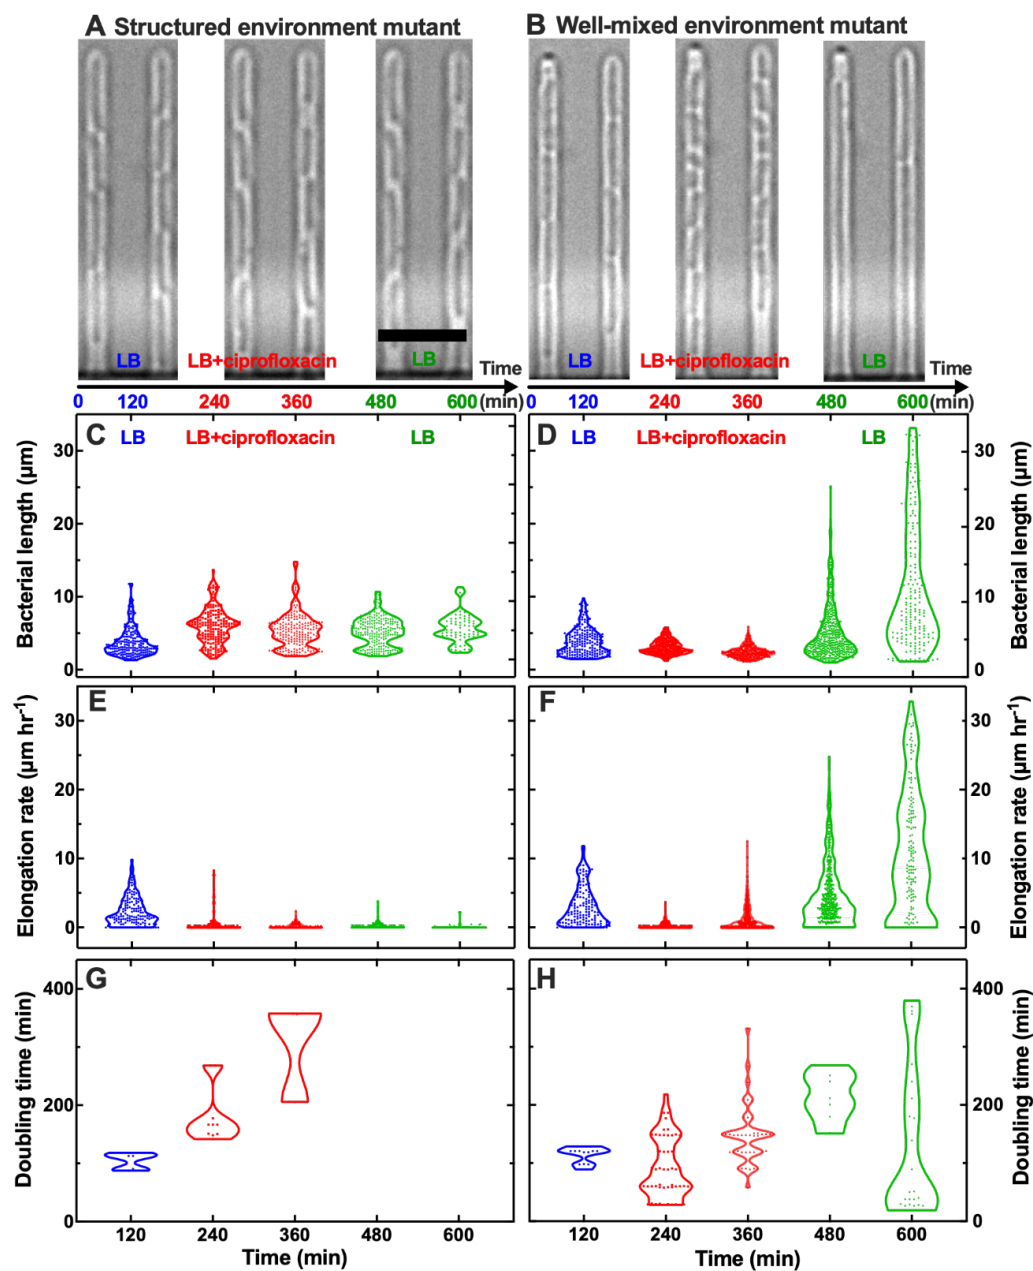 A Structured environment mutant
B Well-mixed environment mutant
LB LB+ciprofloxacin LB Time
LB LB+ciprofloxacin LB Time
0 120 240 360 480 600 (min)
0 120 240 360 480 600 (min)
C LB LB+ciprofloxacin LB
D LB LB+ciprofloxacin LB
Bacterial length (µm)
30
20
10
0
30
20
10
0
Bacterial length (µm)
E
F
Elongation rate (µm hr⁻¹)
30
20
10
0
30
20
10
0
Elongation rate (µm hr⁻¹)
G
H
Doubling time (min)
400
200
0
400
200
0
Doubling time (min)
120 240 360 480 600
120 240 360 480 600
Time (min)
Time (min)